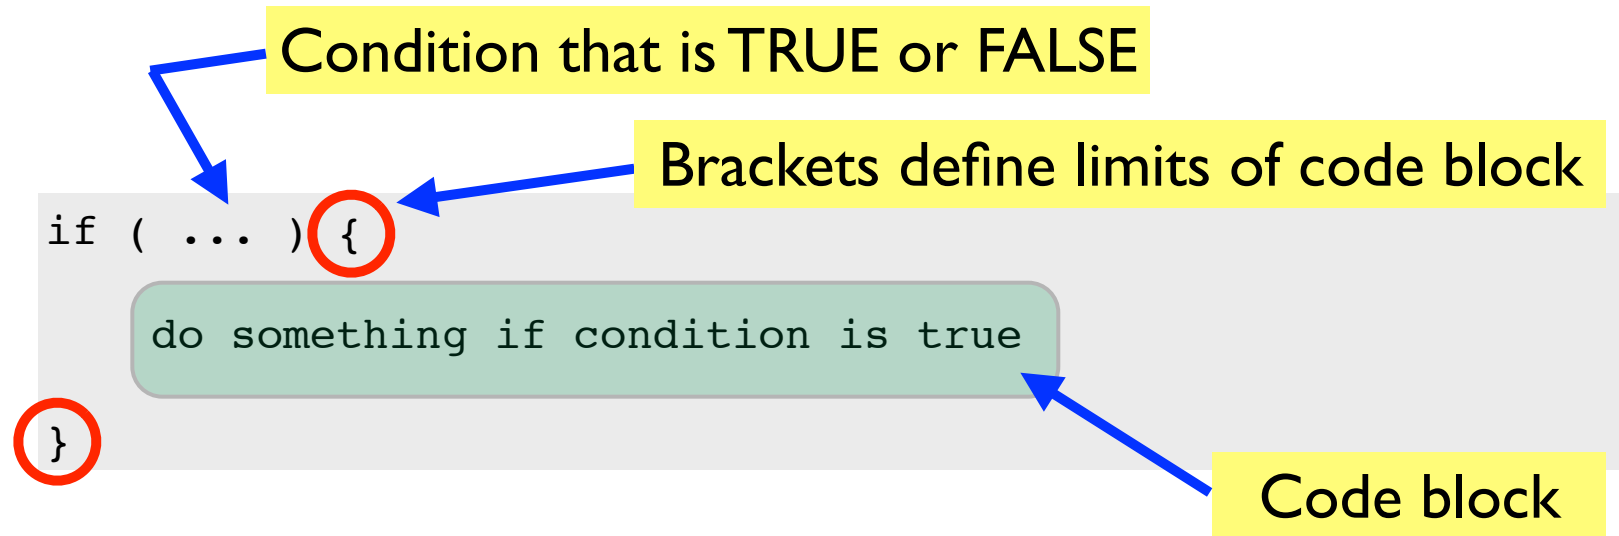 Condition that is TRUE or FALSE
Brackets define limits of code block
if ( ... ) {
do something if condition is true
}
Code block